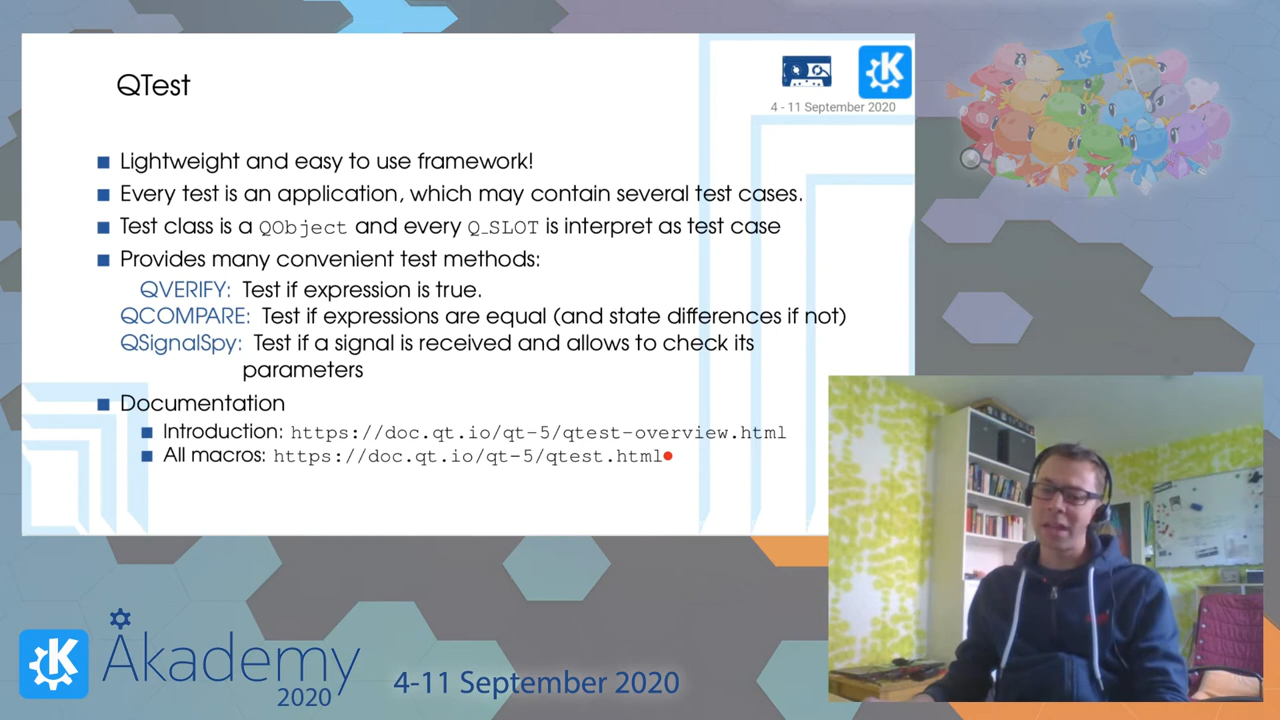 QTest
4 - 11 September 2020
Lightweight and easy to use framework!
Every test is an application, which may contain several test cases.
Test class is a QObject and every Q_SLOT is interpret as test case
Provides many convenient test methods:
QVERIFY: Test if expression is true.
QCOMPARE: Test if expressions are equal (and state differences if not)
QSignalSpy: Test if a signal is received and allows to check its
parameters
Documentation
Introduction: https://doc.qt.io/qt-5/qtest-overview.html
All macros: https://doc.qt.io/qt-5/qtest.html
Akademy
2020
4-11 September 2020